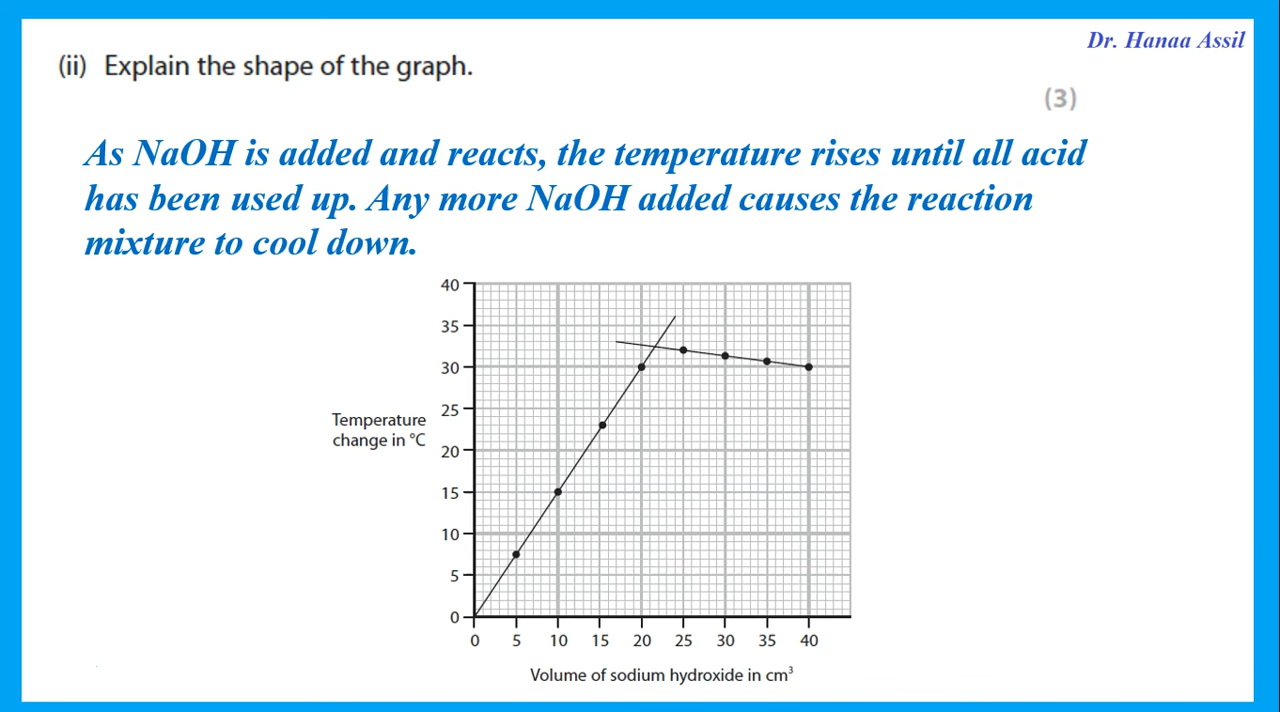 Dr. Hanaa Assil
(ii) Explain the shape of the graph.
(3)
As NaOH is added and reacts, the temperature rises until all acid
has been used up. Any more NaOH added causes the reaction
mixture to cool down.
40
35
30
25
20
15
10
5
0
Temperature
change in °C
0 5 10 15 20 25 30 35 40
Volume of sodium hydroxide in cm³